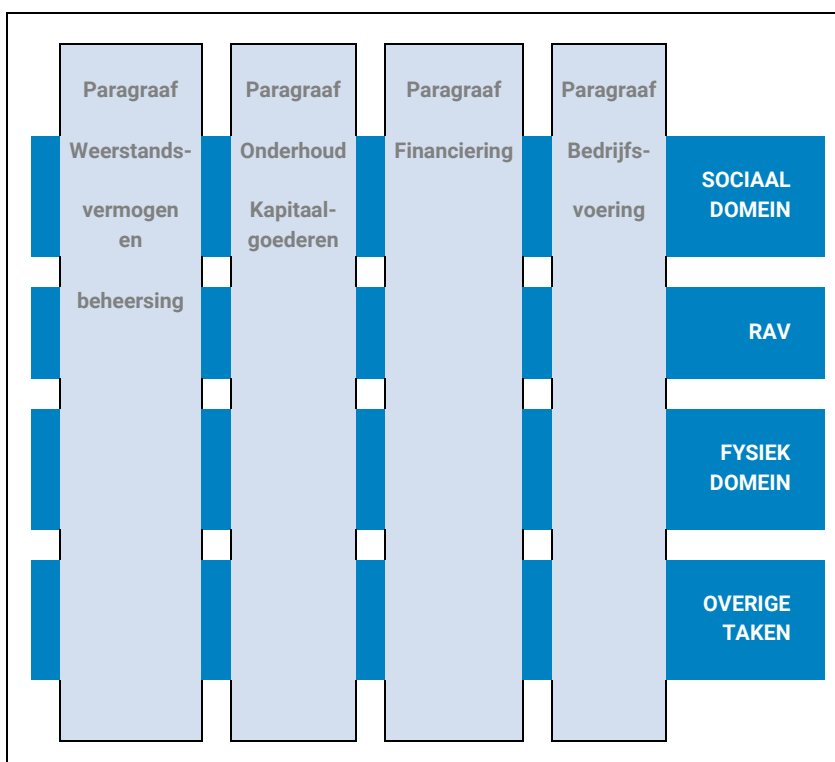 Paragraaf
Weerstands-
vermogen
en
beheersing
Paragraaf
Onderhoud
Kapitaal-
goederen
Paragraaf
Financiering
Paragraaf
Bedrijfs-
voering
SOCIAAL
DOMEIN
RAV
FYSIEK
DOMEIN
OVERIGE
TAKEN